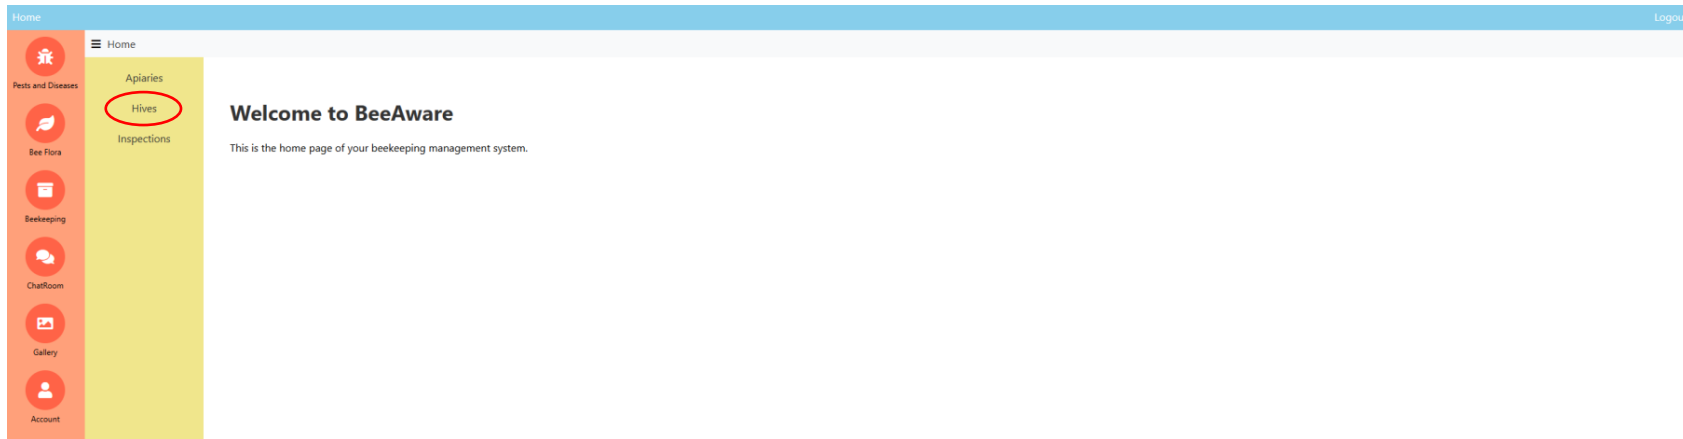 Home
Logou
Home
Pests and Diseases
Bee Flora
Beekeeping
ChatRoom
Gallery
Account
Apiaries
Hives
Inspections
Welcome to BeeAware
This is the home page of your beekeeping management system.